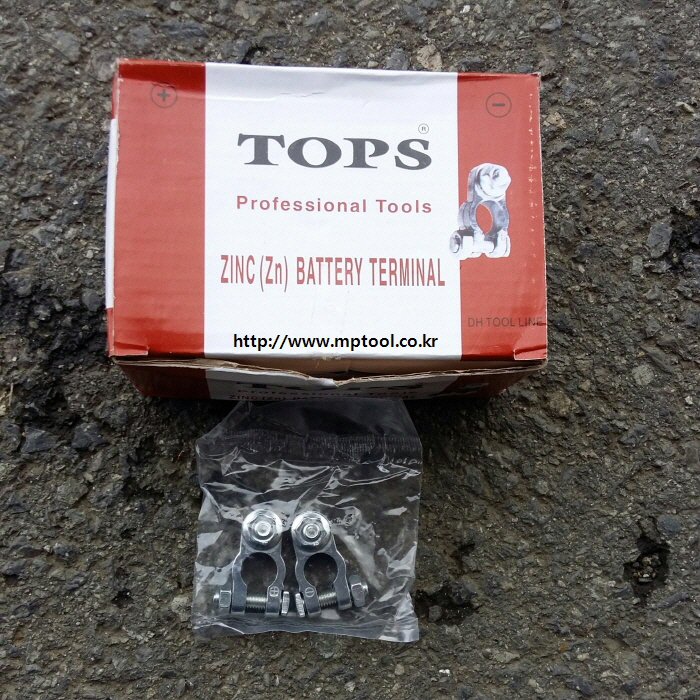 +
−
TOPS®
Professional Tools
ZINC (Zn) BATTERY TERMINAL
DH TOOL LINE
http://www.mptool.co.kr